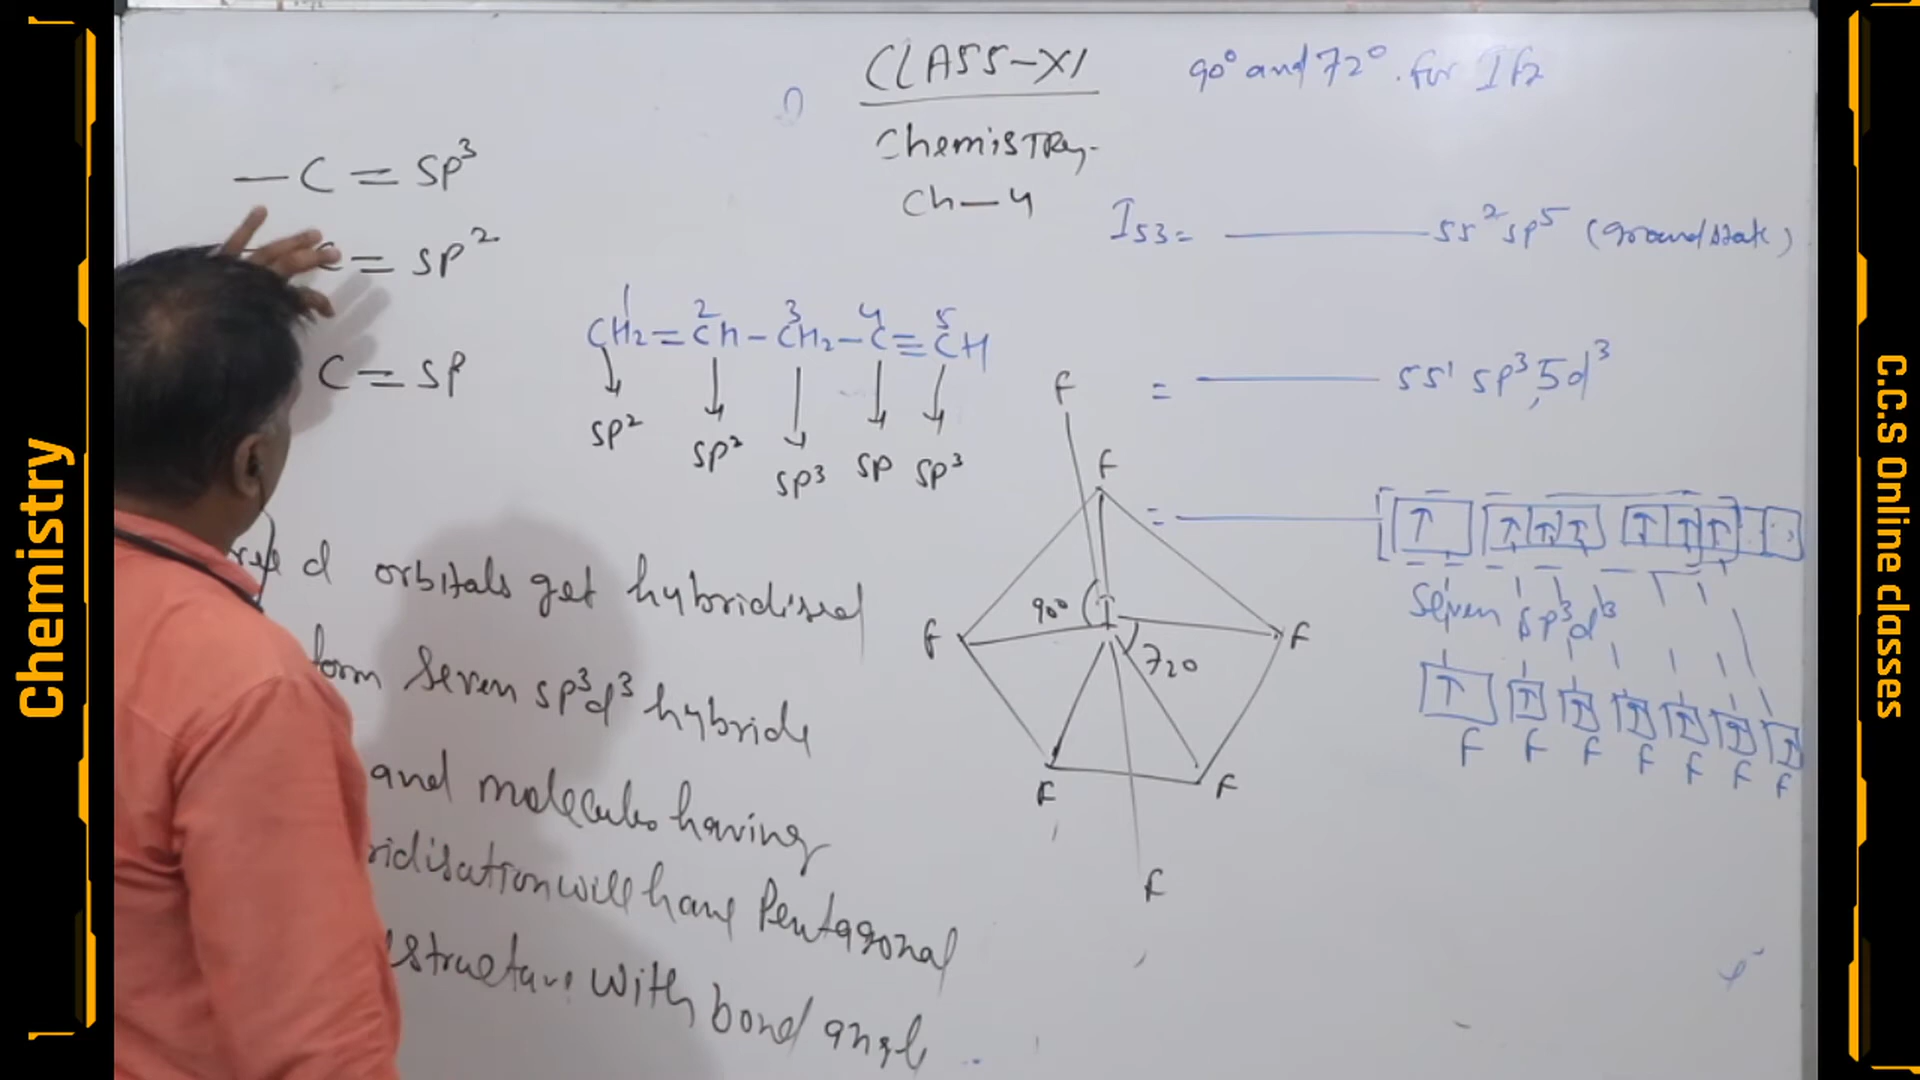 Chemistry
CLASS-XI
Chemistry
Ch-4
90° and 72° for IF7
—C = SP³
C = SP²
C = SP
I53 = 5s² 5p⁵ (Ground state)
= 5s¹ 5p³, 5d³
1 2 3 4 5
CH₂=CH-CH₂-C≡CH
SP² SP² SP³ SP SP³
F
F
F
F
F
F
F
I
90°
72°
= ↑ ↑ ↑ ↑ ↑ ↑ ↑
Seven sp³d³
↑ ↑ ↑ ↑ ↑ ↑ ↑
F F F F F F F
d orbitals get hybridised
form Seven sp³d³ hybride
and molecules having
ridisation will have Pentagonal
structure with bond angle
C.C.S Online classes